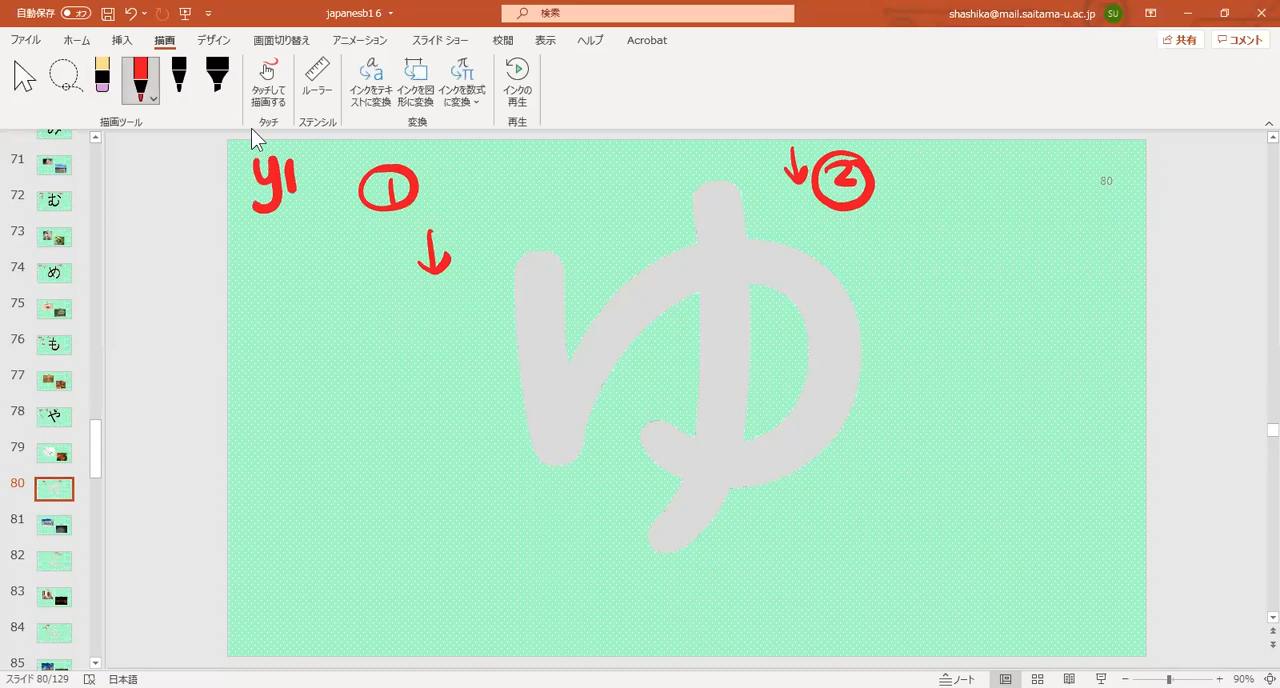 自動保存 オフ japanesb1 6 検索 shashika@mail.saitama-u.ac.jp SU
ファイル ホーム 挿入 描画 デザイン 画面切り替え アニメーション スライド ショー 校閲 表示 ヘルプ Acrobat 共有 コメント
タッチして描画する ルーラー インクをテキストに変換 インクを図形に変換 インクを数式に変換 インクの再生
描画ツール タッチ ステンシル 変換 再生
y1 ① ↓ ↓ ②
80
ゆ
み
71
72 む
73
74 め
75
76 も
77
78 や
79
80
81
82
83
84
85
スライド 80/129 日本語 ノート 90%